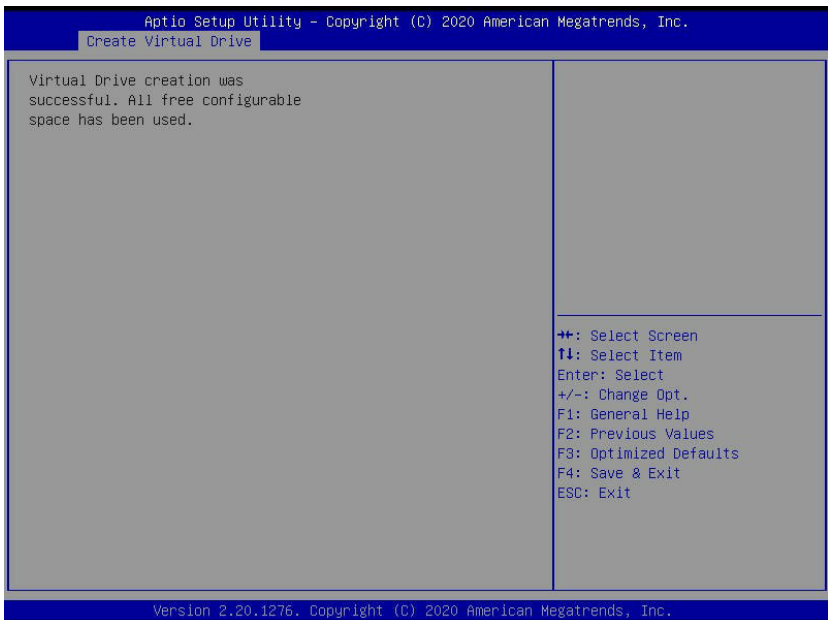 Aptio Setup Utility – Copyright (C) 2020 American Megatrends, Inc.
Create Virtual Drive
Virtual Drive creation was
successful. All free configurable
space has been used.
→←: Select Screen
↑↓: Select Item
Enter: Select
+/-: Change Opt.
F1: General Help
F2: Previous Values
F3: Optimized Defaults
F4: Save & Exit
ESC: Exit
Version 2.20.1276. Copyright (C) 2020 American Megatrends, Inc.